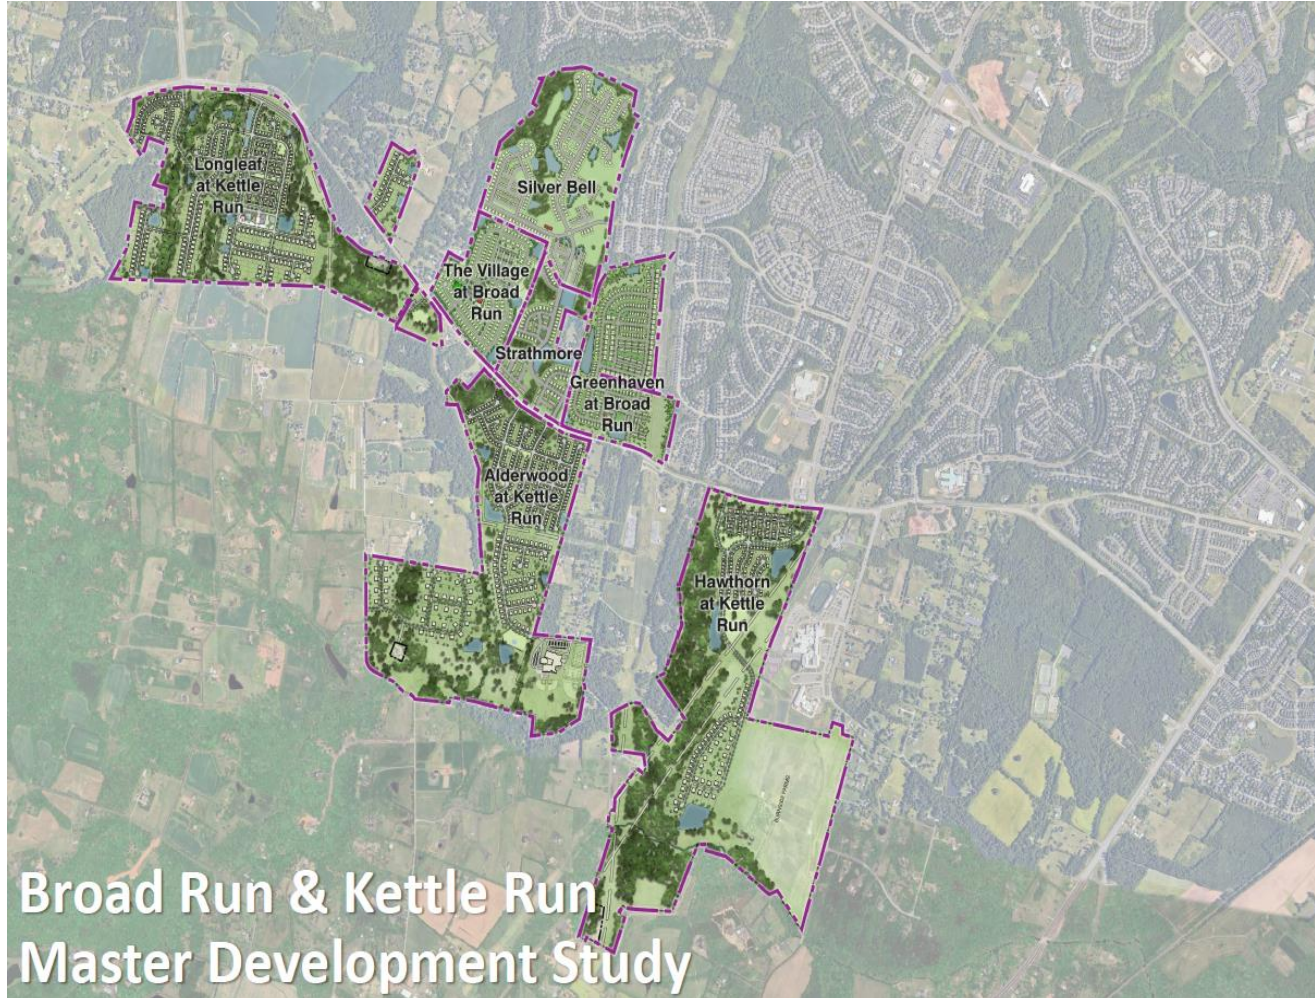 Longleaf
at Kettle
Run
Silver Bell
The Village
at Broad
Run
Strathmore
Greenhaven
at Broad
Run
Alderwood
at Kettle
Run
Hawthorn
at Kettle
Run
Broad Run & Kettle Run
Master Development Study